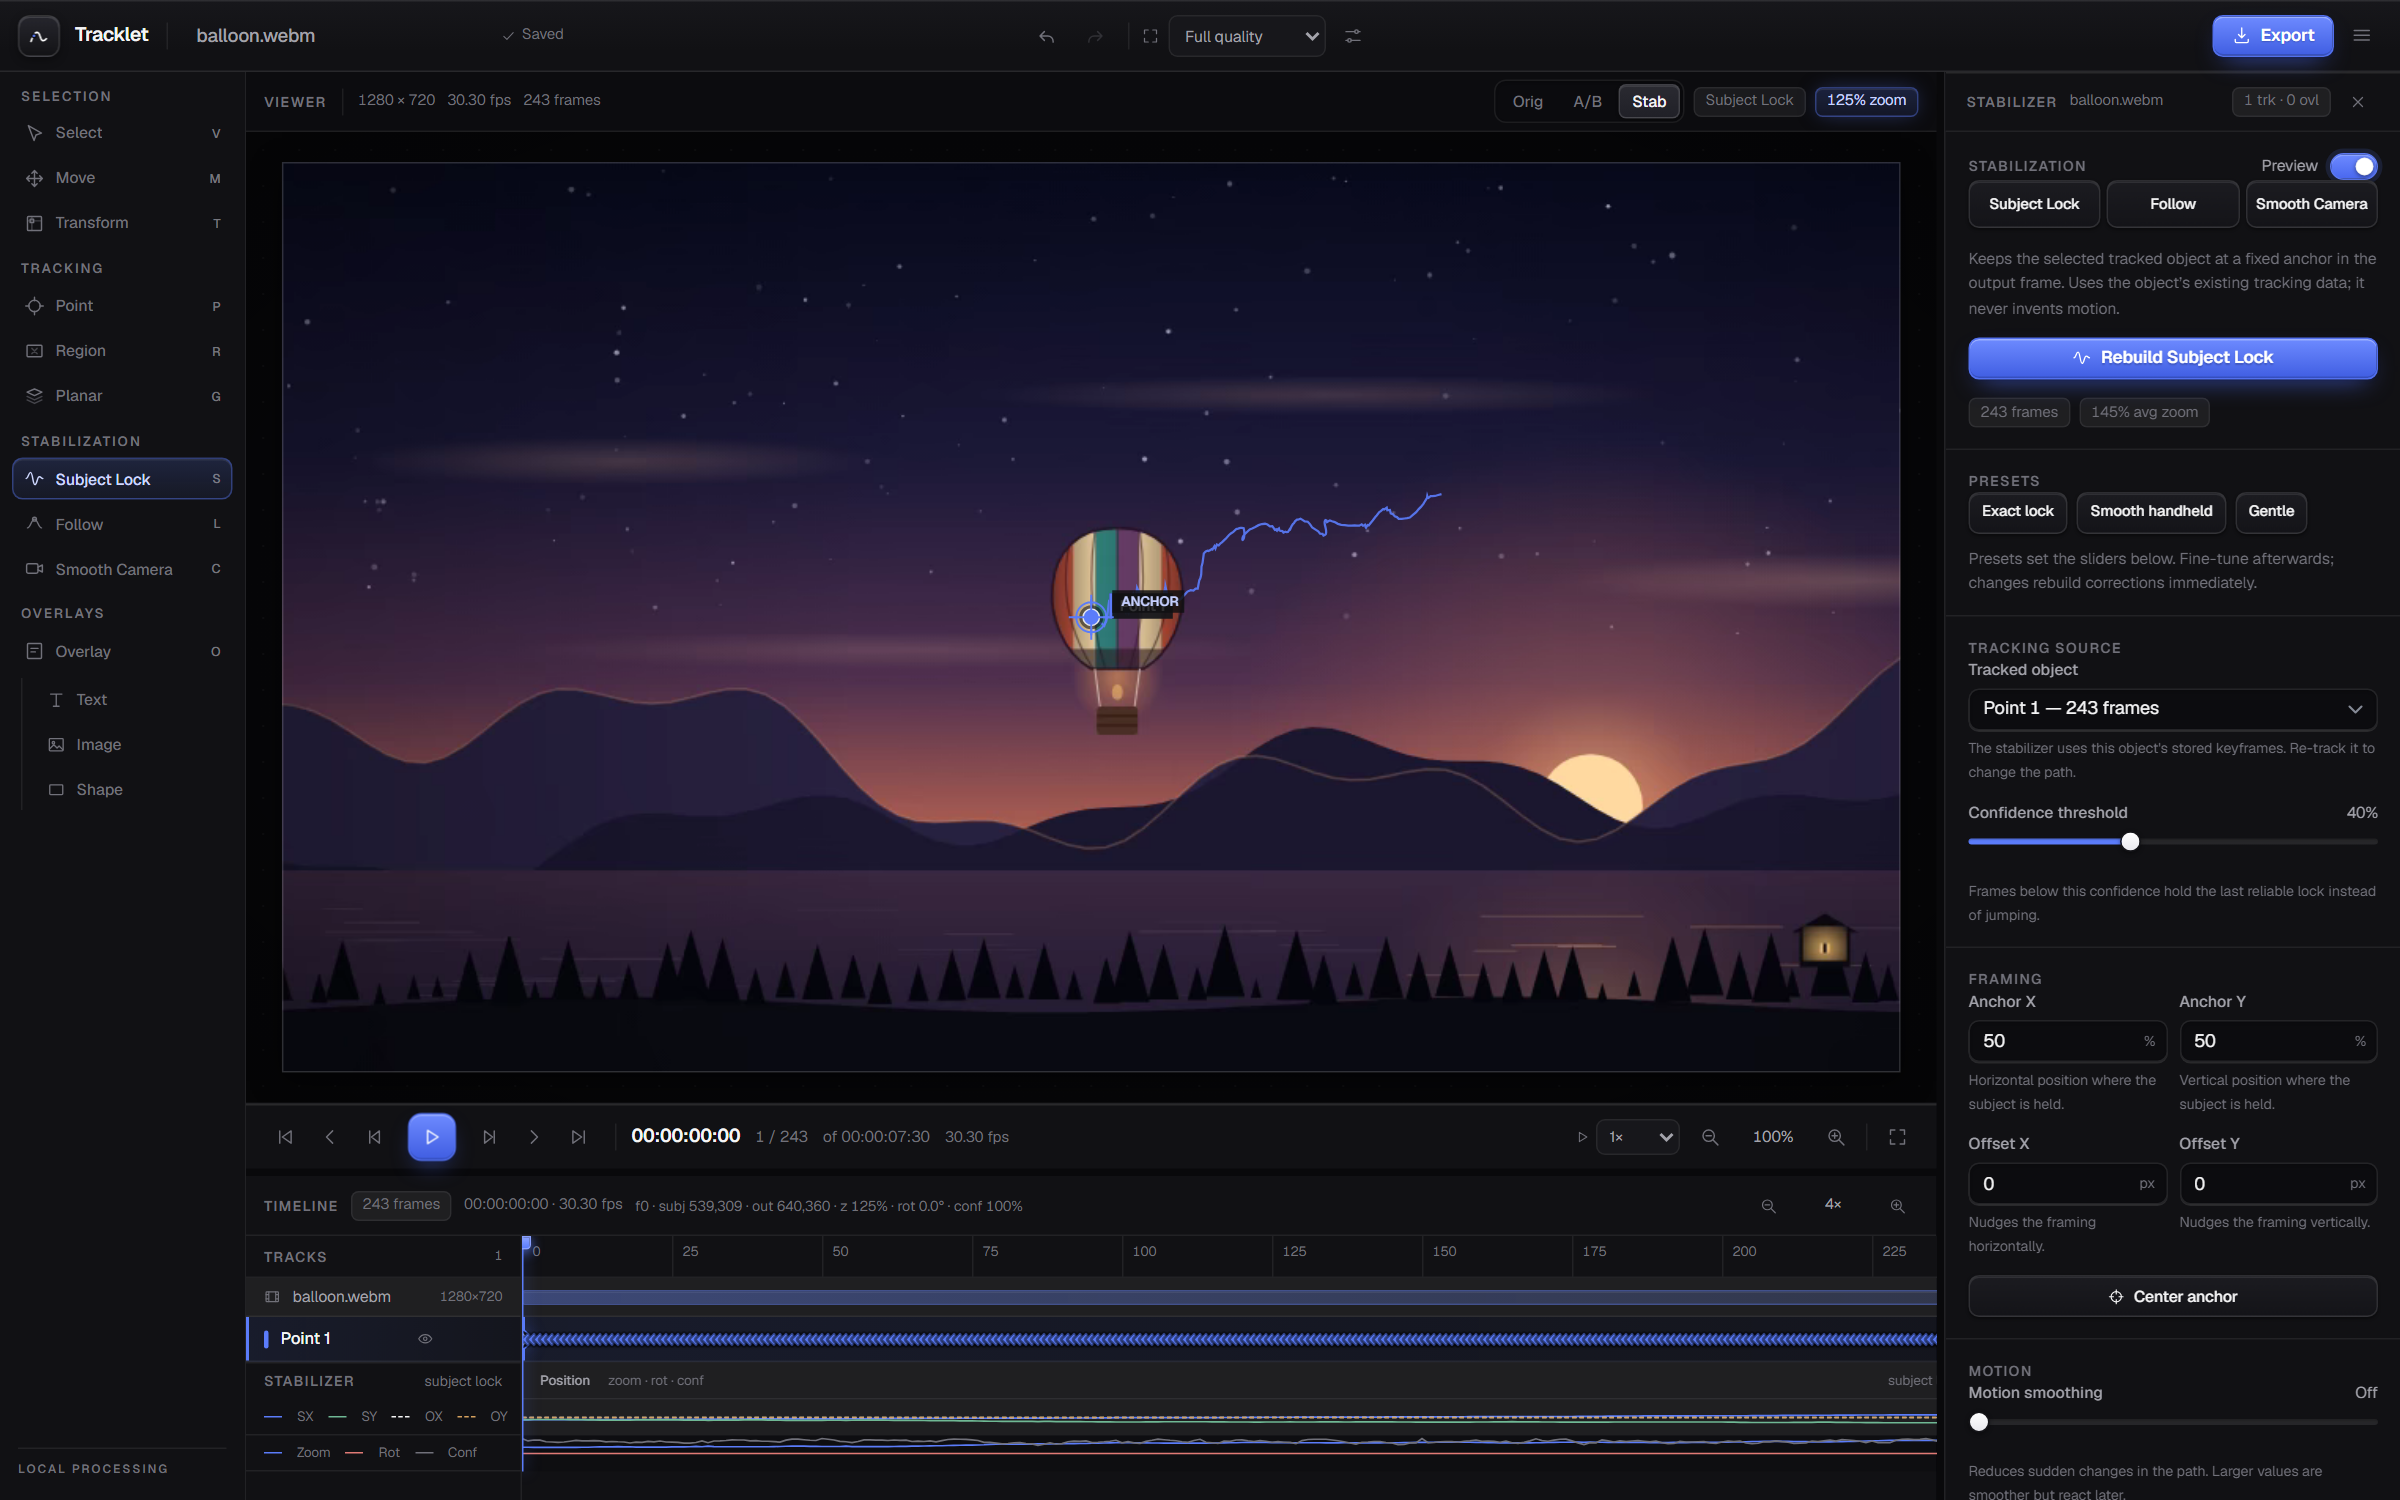 Tracklet
balloon.webm
Saved
Full quality
Export
SELECTION
Select V
Move M
Transform T
TRACKING
Point P
Region R
Planar G
STABILIZATION
Subject Lock S
Follow L
Smooth Camera C
OVERLAYS
Overlay O
Text
Image
Shape
LOCAL PROCESSING
VIEWER 1280 × 720 30.30 fps 243 frames
Orig A/B Stab Subject Lock 125% zoom
ANCHOR
00:00:00:00 1 / 243 of 00:00:07:30 30.30 fps
1× 100%
TIMELINE 243 frames 00:00:00:00 · 30.30 fps f0 · subj 539,309 · out 640,360 · z 125% · rot 0.0° · conf 100%
4×
TRACKS 1
0 25 50 75 100 125 150 175 200 225
balloon.webm 1280×720
Point 1
STABILIZER subject lock
Position zoom · rot · conf
subject
SX SY OX OY
Zoom Rot Conf
STABILIZER balloon.webm 1 trk · 0 ovl
STABILIZATION Preview
Subject Lock Follow Smooth Camera
Keeps the selected tracked object at a fixed anchor in the
output frame. Uses the object's existing tracking data; it
never invents motion.
Rebuild Subject Lock
243 frames 145% avg zoom
PRESETS
Exact lock Smooth handheld Gentle
Presets set the sliders below. Fine-tune afterwards;
changes rebuild corrections immediately.
TRACKING SOURCE
Tracked object
Point 1 — 243 frames
The stabilizer uses this object's stored keyframes. Re-track it to
change the path.
Confidence threshold 40%
Frames below this confidence hold the last reliable lock instead
of jumping.
FRAMING
Anchor X Anchor Y
50 % 50 %
Horizontal position where the
subject is held.
Vertical position where the
subject is held.
Offset X Offset Y
0 px 0 px
Nudges the framing
horizontally.
Nudges the framing vertically.
Center anchor
MOTION
Motion smoothing Off
Reduces sudden changes in the path. Larger values are
smoother but react later.